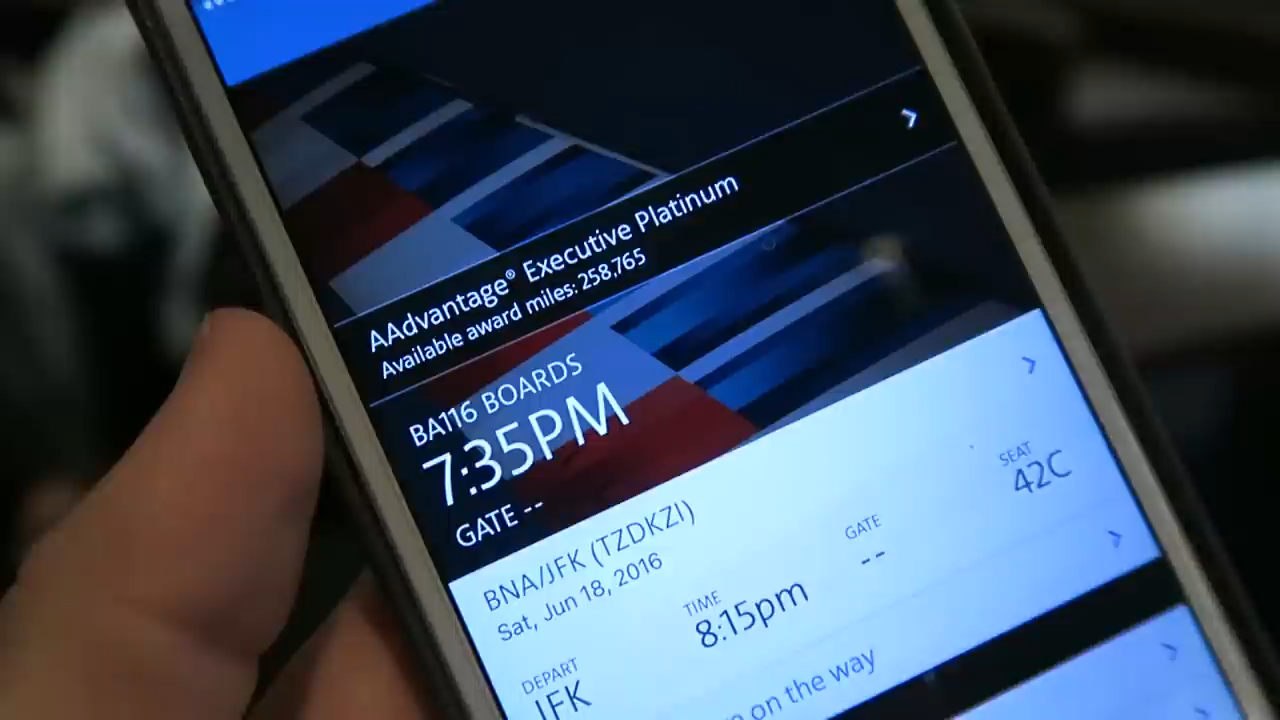 AAdvantage® Executive Platinum
Available award miles: 258,765
BA116 BOARDS
7:35PM
GATE --
BNA/JFK (TZDKZI)
Sat, Jun 18, 2016
DEPART
JFK
TIME
8:15pm
GATE
--
SEAT
42C
on the way